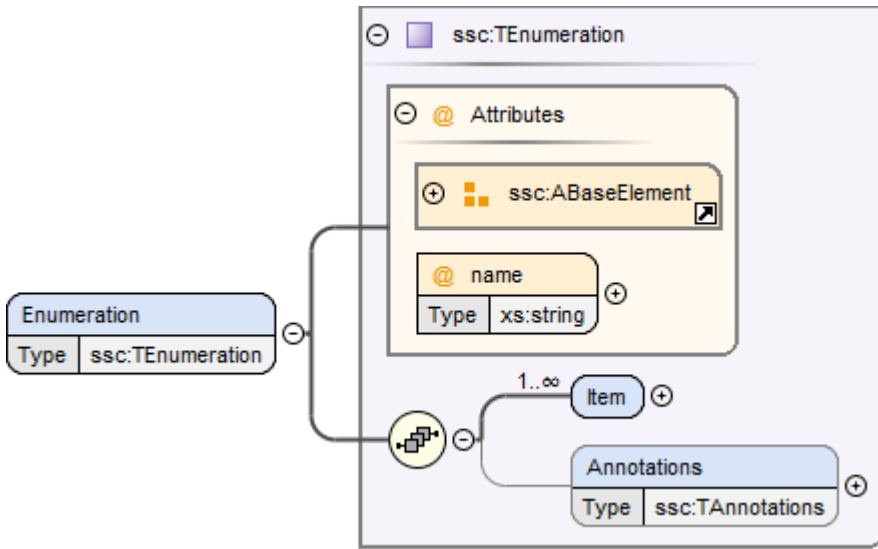 ssc:TEnumeration
@ Attributes
ssc:ABaseElement
@ name
Type xs:string
Enumeration
Type ssc:TEnumeration
1..∞
Item
Annotations
Type ssc:TAnnotations